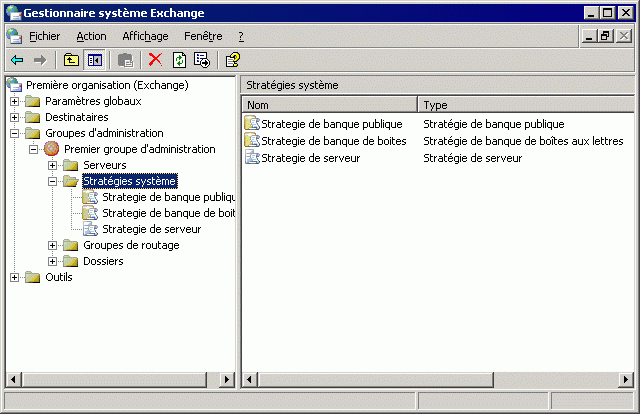 Gestionnaire système Exchange
Fichier Action Affichage Fenêtre ?
Première organisation (Exchange)
Paramètres globaux
Destinataires
Groupes d'administration
Premier groupe d'administration
Serveurs
Stratégies système
Strategie de banque publiqu
Strategie de banque de boit
Strategie de serveur
Groupes de routage
Dossiers
Outils
Stratégies système
Nom Type
Strategie de banque publique Stratégie de banque publique
Strategie de banque de boites Stratégie de banque de boîtes aux lettres
Strategie de serveur Stratégie de serveur